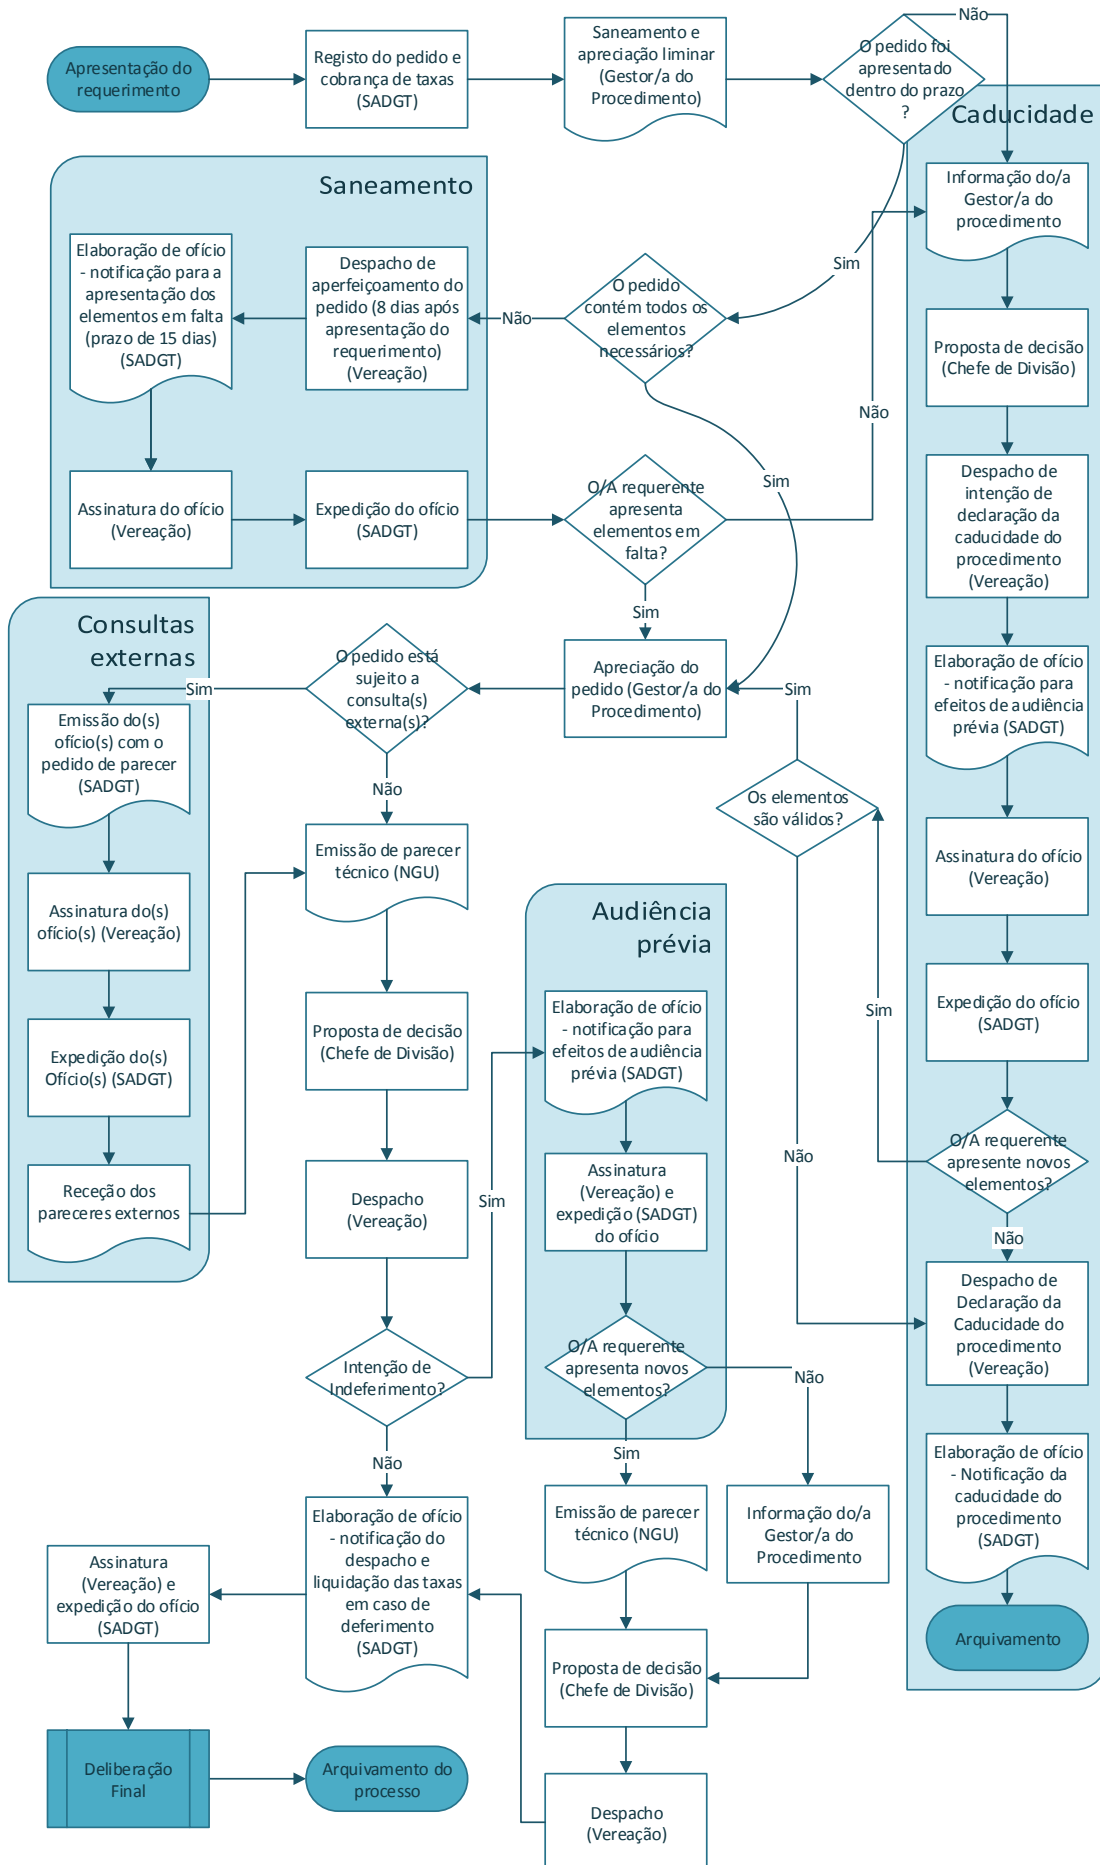 Apresentação do
requerimento
Registo do pedido e
cobrança de taxas
(SADGT)
Saneamento e
apreciação liminar
(Gestor/a do
Procedimento)
O pedido foi
apresentado
dentro do prazo
?
Não
Sim
Caducidade
Informação do/a
Gestor/a do
procedimento
Proposta de decisão
(Chefe de Divisão)
Despacho de
intenção de
declaração da
caducidade do
procedimento
(Vereação)
Elaboração de ofício
- notificação para
efeitos de audiência
prévia (SADGT)
Assinatura do ofício
(Vereação)
Expedição do ofício
(SADGT)
O/A requerente
apresente novos
elementos?
Sim
Não
Despacho de
Declaração da
Caducidade do
procedimento
(Vereação)
Elaboração de ofício
- Notificação da
caducidade do
procedimento
(SADGT)
Arquivamento
Saneamento
Elaboração de ofício
- notificação para a
apresentação dos
elementos em falta
(prazo de 15 dias)
(SADGT)
Despacho de
aperfeiçoamento do
pedido (8 dias após
apresentação do
requerimento)
(Vereação)
Não
O pedido
contém todos os
elementos
necessários?
Sim
Assinatura do ofício
(Vereação)
Expedição do ofício
(SADGT)
O/A requerente
apresenta
elementos em
falta?
Não
Sim
Apreciação do
pedido (Gestor/a do
Procedimento)
Sim
Os elementos
são válidos?
Não
O pedido está
sujeito a
consulta(s)
externa(s)?
Sim
Não
Consultas
externas
Emissão do(s)
ofício(s) com o
pedido de parecer
(SADGT)
Assinatura do(s)
ofício(s) (Vereação)
Expedição do(s)
Ofício(s) (SADGT)
Receção dos
pareceres externos
Emissão de parecer
técnico (NGU)
Proposta de decisão
(Chefe de Divisão)
Despacho
(Vereação)
Intenção de
Indeferimento?
Sim
Não
Audiência
prévia
Elaboração de ofício
- notificação para
efeitos de audiência
prévia (SADGT)
Assinatura
(Vereação) e
expedição (SADGT)
do ofício
O/A requerente
apresenta novos
elementos?
Não
Sim
Emissão de parecer
técnico (NGU)
Informação do/a
Gestor/a do
Procedimento
Proposta de decisão
(Chefe de Divisão)
Despacho
(Vereação)
Elaboração de ofício
- notificação do
despacho e
liquidação das taxas
em caso de
deferimento
(SADGT)
Assinatura
(Vereação) e
expedição do ofício
(SADGT)
Deliberação
Final
Arquivamento do
processo